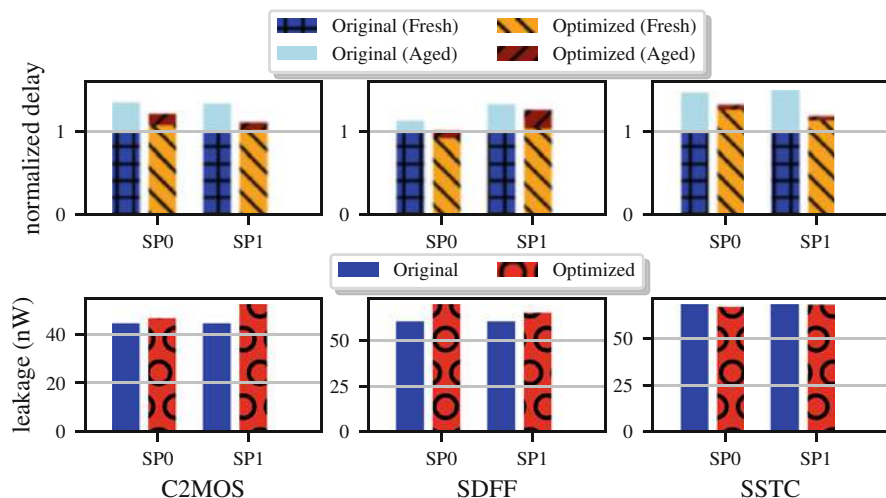 Original (Fresh) Optimized (Fresh)
Original (Aged) Optimized (Aged)
normalized delay
1 1 1
0 0 0
SP0 SP1 SP0 SP1 SP0 SP1
Original Optimized
leakage (nW)
40 50 50
20 25 25
0 0 0
SP0 SP1 SP0 SP1 SP0 SP1
C2MOS SDFF SSTC